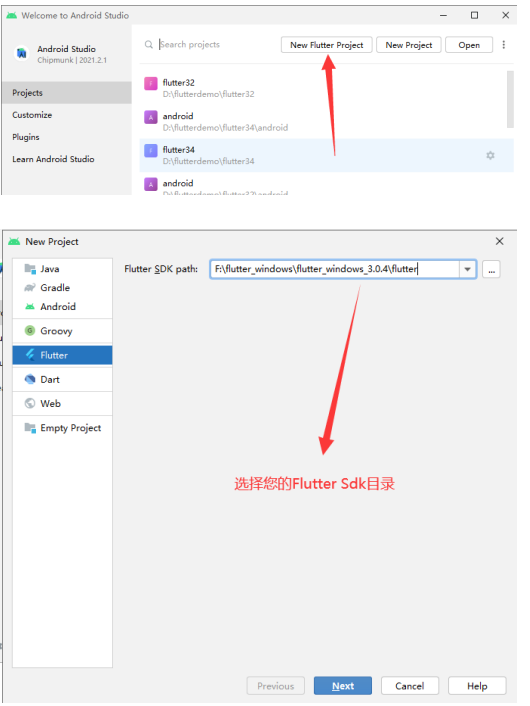 Welcome to Android Studio
Android Studio
Chipmunk | 2021.2.1
Search projects
New Flutter Project
New Project
Open
Projects
Customize
Plugins
Learn Android Studio
flutter32
D:\flutterdemo\flutter32
android
D:\flutterdemo\flutter34\android
flutter34
D:\flutterdemo\flutter34
android
D:\flutterdemo\flutter32\android
New Project
Java
Gradle
Android
Groovy
Flutter
Dart
Web
Empty Project
Flutter SDK path:
F:\flutter_windows\flutter_windows_3.0.4\flutter
...
选择您的Flutter Sdk目录
Previous
Next
Cancel
Help